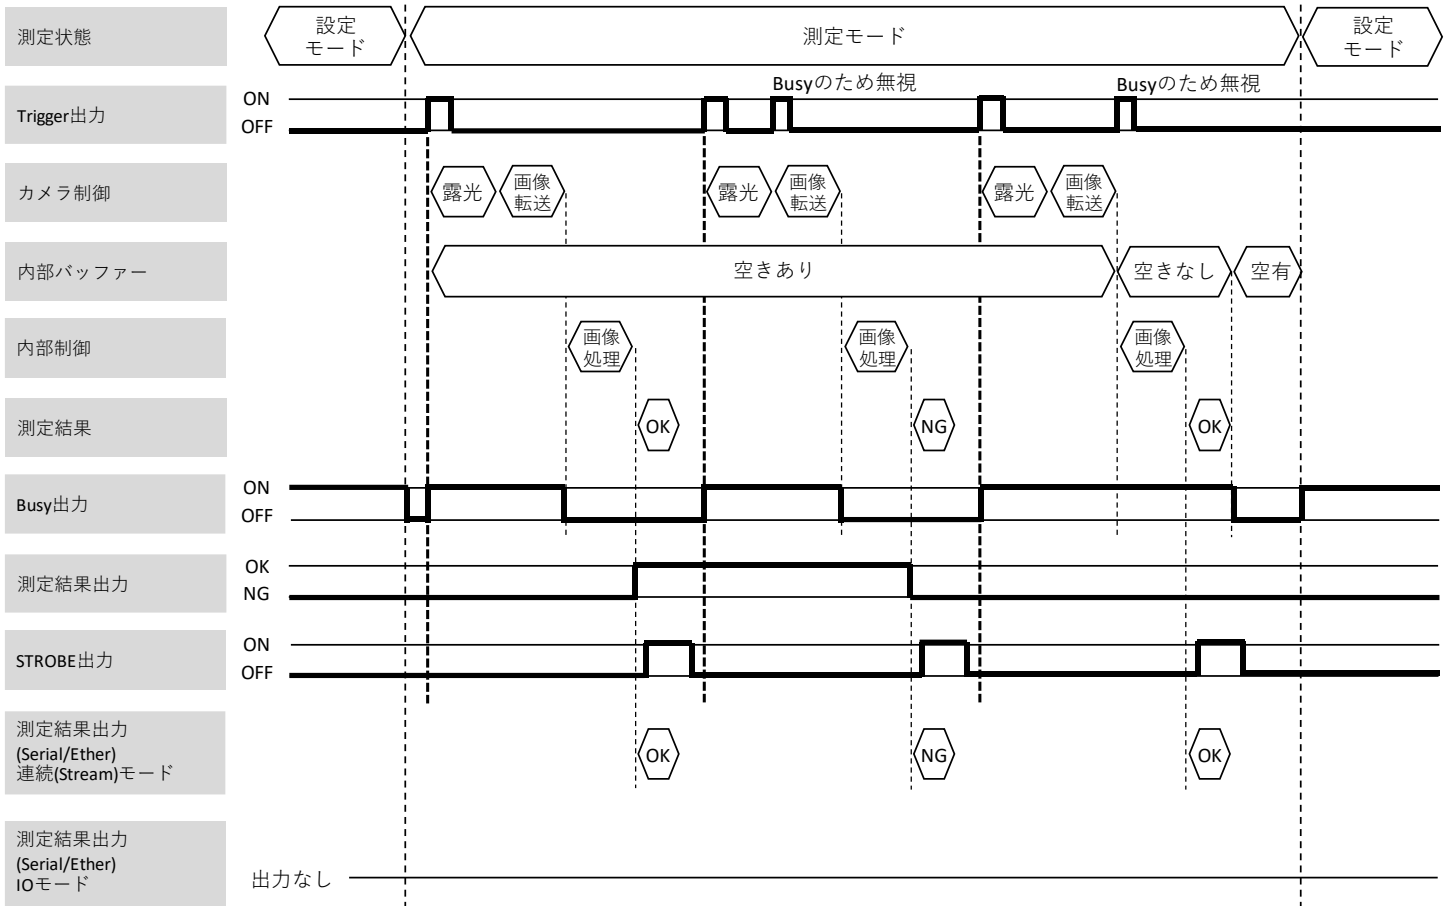 測定状態
設定
モード
測定モード
設定
モード
Busyのため無視
Busyのため無視
Trigger出力
ON
OFF
カメラ制御
露光
画像
転送
露光
画像
転送
露光
画像
転送
内部バッファー
空きあり
空きなし
空有
内部制御
画像
処理
画像
処理
画像
処理
測定結果
OK
NG
OK
Busy出力
ON
OFF
測定結果出力
OK
NG
STROBE出力
ON
OFF
測定結果出力
(Serial/Ether)
連続(Stream)モード
OK
NG
OK
測定結果出力
(Serial/Ether)
IOモード
出力なし